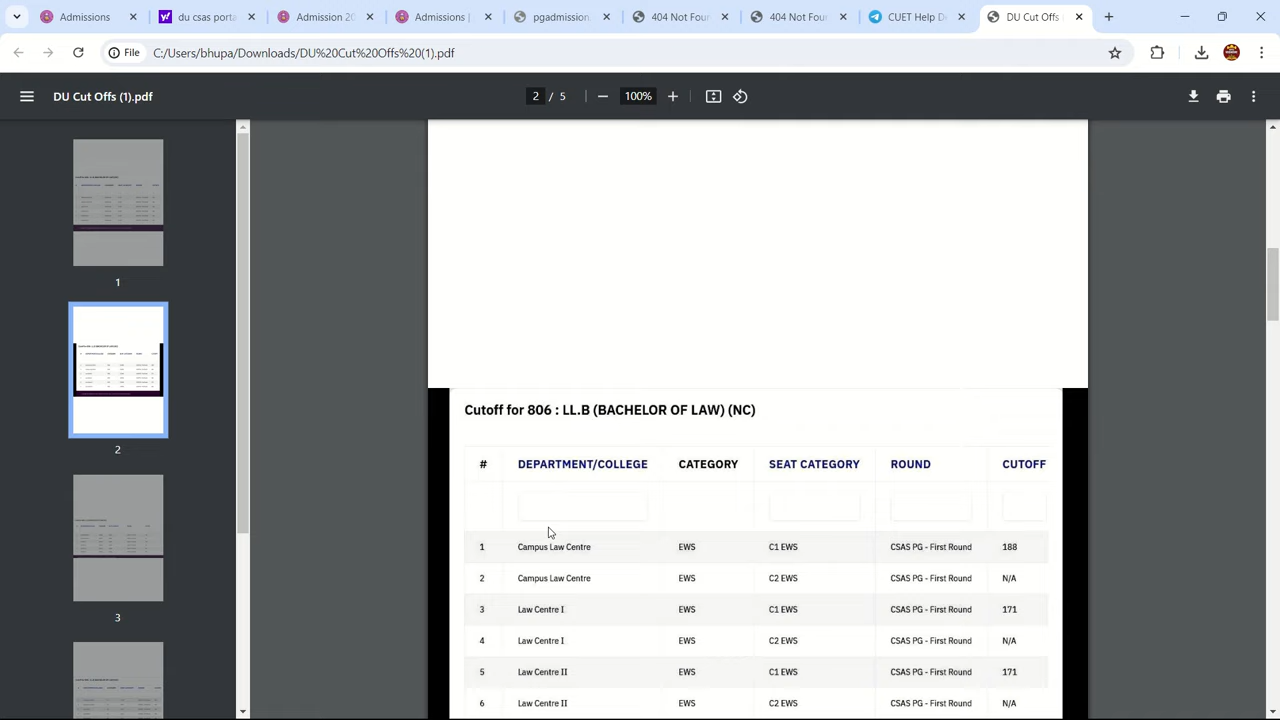 Admissions
du csas porta
Admission 20
Admissions |
pgadmission
404 Not Foun
404 Not Foun
CUET Help D
DU Cut Offs
File
C:/Users/bhupa/Downloads/DU%20Cut%20Offs%20(1).pdf
DU Cut Offs (1).pdf
2 / 5
100%
1
2
3
Cutoff for 806 : LL.B (BACHELOR OF LAW) (NC)
# DEPARTMENT/COLLEGE CATEGORY SEAT CATEGORY ROUND CUTOFF
1 Campus Law Centre EWS C1 EWS CSAS PG - First Round 188
2 Campus Law Centre EWS C2 EWS CSAS PG - First Round N/A
3 Law Centre I EWS C1 EWS CSAS PG - First Round 171
4 Law Centre I EWS C2 EWS CSAS PG - First Round N/A
5 Law Centre II EWS C1 EWS CSAS PG - First Round 171
6 Law Centre II EWS C2 EWS CSAS PG - First Round N/A